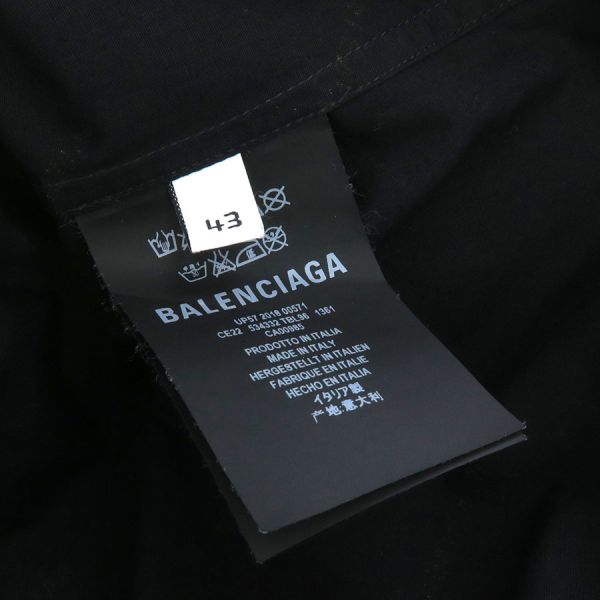 43
BALENCIAGA
UP57 2018 00571
CE22 534332 TBL96 1361
CA00985
PRODOTTO IN ITALIA
MADE IN ITALY
HERGESTELLT IN ITALIEN
FABRIQUE EN ITALIE
HECHO EN ITALIA
イタリア製
产地:意大利